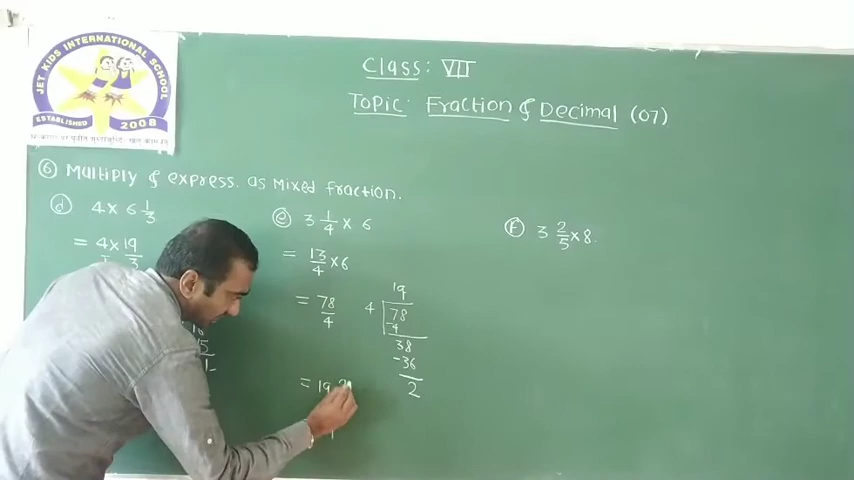 JET KIDS INTERNATIONAL SCHOOL
ESTABLISHED 2008
Class: VII
Topic: Fraction & Decimal (07)
⑥ Multiply & express. as Mixed fraction.
ⓓ 4 x 6 1/3
= 4 x 19/3
ⓔ 3 1/4 x 6
= 13/4 x 6
= 78/4
19
4 78
-4
38
-36
2
= 19 2
ⓕ 3 2/5 x 8.